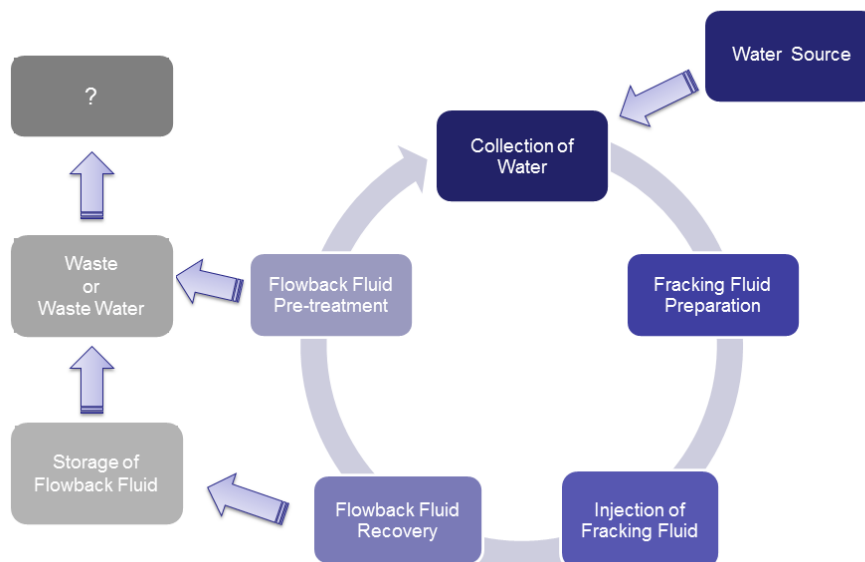 Water Source
?
Collection of
Water
Waste
or
Waste Water
Flowback Fluid
Pre-treatment
Fracking Fluid
Preparation
Storage of
Flowback Fluid
Flowback Fluid
Recovery
Injection of
Fracking Fluid